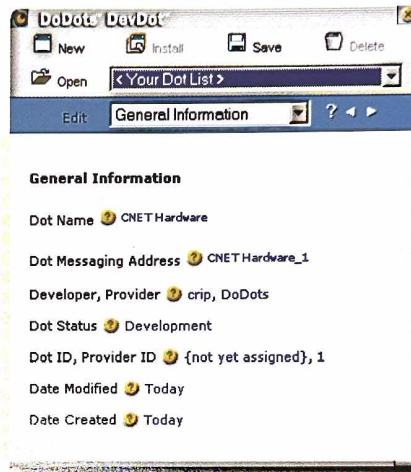 DoDots' DevDot"
New Install Save Delete
Open < Your Dot List >
Edit General Information ?
General Information
Dot Name ? CNET Hardware
Dot Messaging Address ? CNET Hardware_1
Developer, Provider ? crip, DoDots
Dot Status ? Development
Dot ID, Provider ID ? {not yet assigned}, 1
Date Modified ? Today
Date Created ? Today